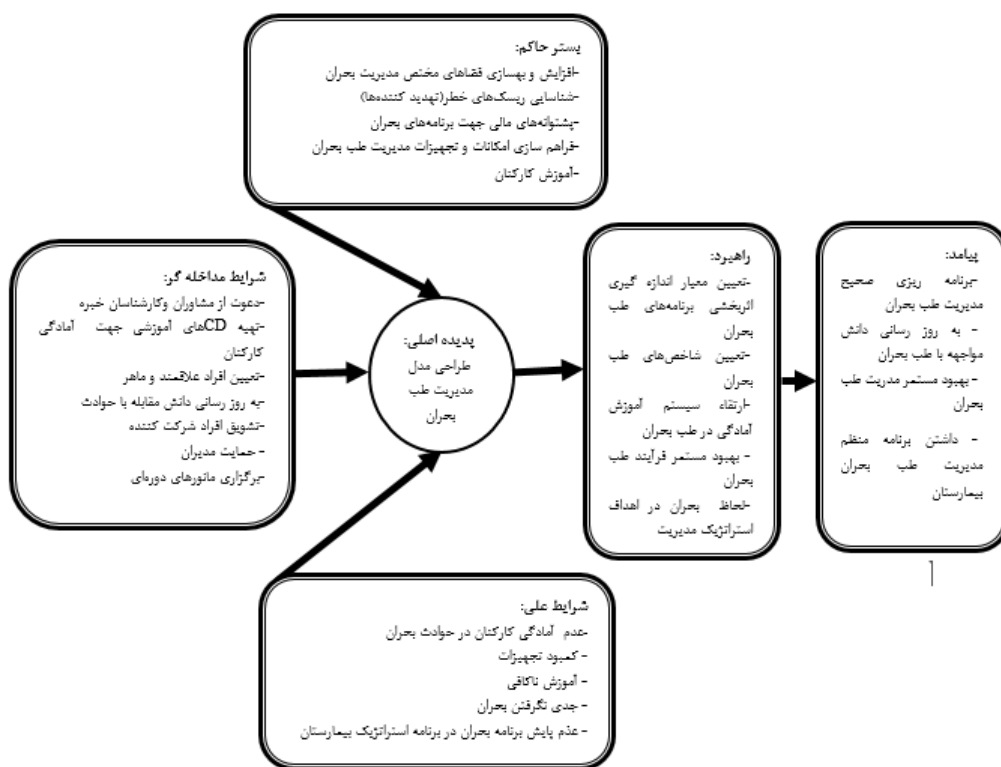 بستر حاکم:
-افزایش و بهسازی فضاهای مختص مدیریت بحران
-شناسایی ریسک‌های خطر(تهدید کننده‌ها)
-پشتوانه‌های مالی جهت برنامه‌های بحران
-فراهم سازی امکانات و تجهیزات مدیریت طب بحران
-آموزش کارکنان
شرایط مداخله گر:
-دعوت از مشاوران وکارشناسان خبره
-تهیه CDهای آموزشی جهت آمادگی
کارکنان
-تعیین افراد علاقمند و ماهر
-به روز رسانی دانش مقابله با حوادث
-تشویق افراد شرکت کننده
- حمایت مدیران
-برگزاری مانورهای دوره‌ای
پدیده اصلی:
طراحی مدل
مدیریت طب
بحران
راهبرد:
-تعیین معیار اندازه گیری
اثربخشی برنامه‌های طب
بحران
-تعیین شاخص‌های طب
بحران
-ارتقاء سیستم آموزش
آمادگی در طب بحران
- بهبود مستمر فرآیند طب
بحران
-لحاظ بحران در اهداف
استراتژیک مدیریت
پیامد:
-برنامه ریزی صحیح
مدیریت طب بحران
- به روز رسانی دانش
مواجهه با طب بحران
- بهبود مستمر مدریت طب
بحران
- داشتن برنامه منظم
مدیریت طب بحران
بیمارستان
شرایط علی:
-عدم آمادگی کارکنان در حوادث بحران
- کمبود تجهیزات
- آموزش ناکافی
- جدی نگرفتن بحران
- عدم پایش برنامه بحران در برنامه استراتژیک بیمارستان